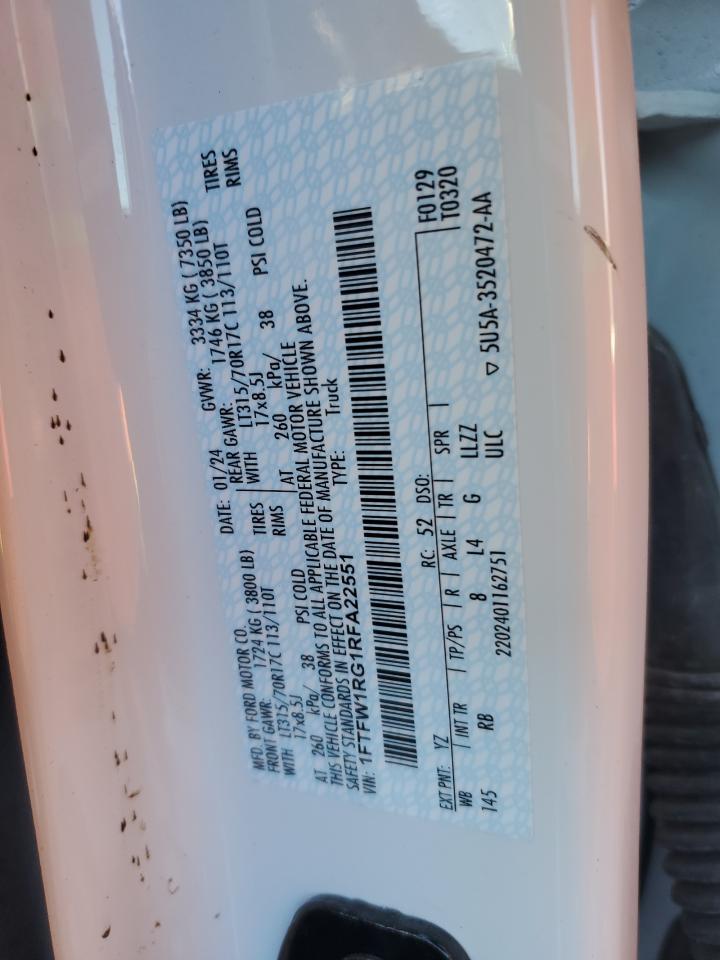 MFD. BY FORD MOTOR CO.
DATE: 01/24 GVWR: 3334 KG ( 7350 LB)
FRONT GAWR: 1724 KG ( 3800 LB) REAR GAWR: 1746 KG ( 3850 LB)
WITH LT315/70R17C 113/110T TIRES WITH LT315/70R17C 113/110T TIRES
17x8.5J RIMS 17x8.5J RIMS
AT 260 kPa/ 38 PSI COLD AT 260 kPa/ 38 PSI COLD
THIS VEHICLE CONFORMS TO ALL APPLICABLE FEDERAL MOTOR VEHICLE
SAFETY STANDARDS IN EFFECT ON THE DATE OF MANUFACTURE SHOWN ABOVE.
VIN: 1FTFW1RG1RFA22551 TYPE: Truck
F0129
EXT PNT: YZ RC: 52 DSO: T0320
WB INT TR TP/PS R AXLE TR SPR
145 RB 8 L4 G LLZZ
2202401162751 ULC ▽ 5U5A-3520472-AA